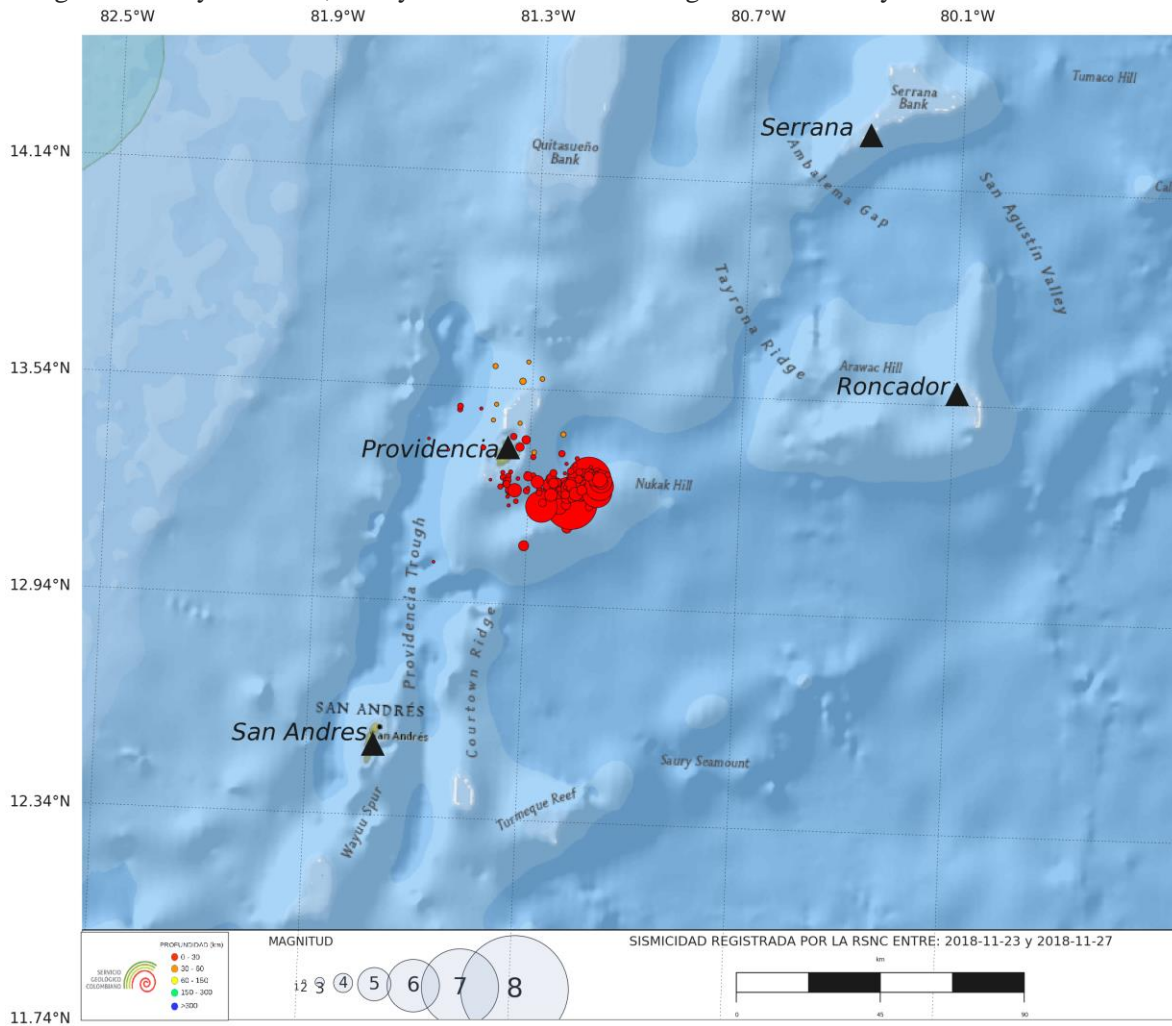 82.5°W 81.9°W 81.3°W 80.7°W 80.1°W
Tumaco Hill
Serrana
Bank
Serrana
14.14°N
Quitasueño
Bank
Ambalema Gap
San Agustín Valley
Tayrona Ridge
13.54°N
Arawac Hill
Roncador
Providencia
Nukak Hill
12.94°N
Providencia Trough
Courtown Ridge
SAN ANDRÉS
San Andres
an Andrés
Saury Seamount
12.34°N
Turmeque Reef
Wayuu Spur
SERVICIO
GEOLÓGICO
COLOMBIANO
PROFUNDIDAD (km)
0 - 30
30 - 60
60 - 150
150 - 300
>300
MAGNITUD
1 2 3 4 5 6 7 8
SISMICIDAD REGISTRADA POR LA RSNC ENTRE: 2018-11-23 y 2018-11-27
km
0 45 90
11.74°N